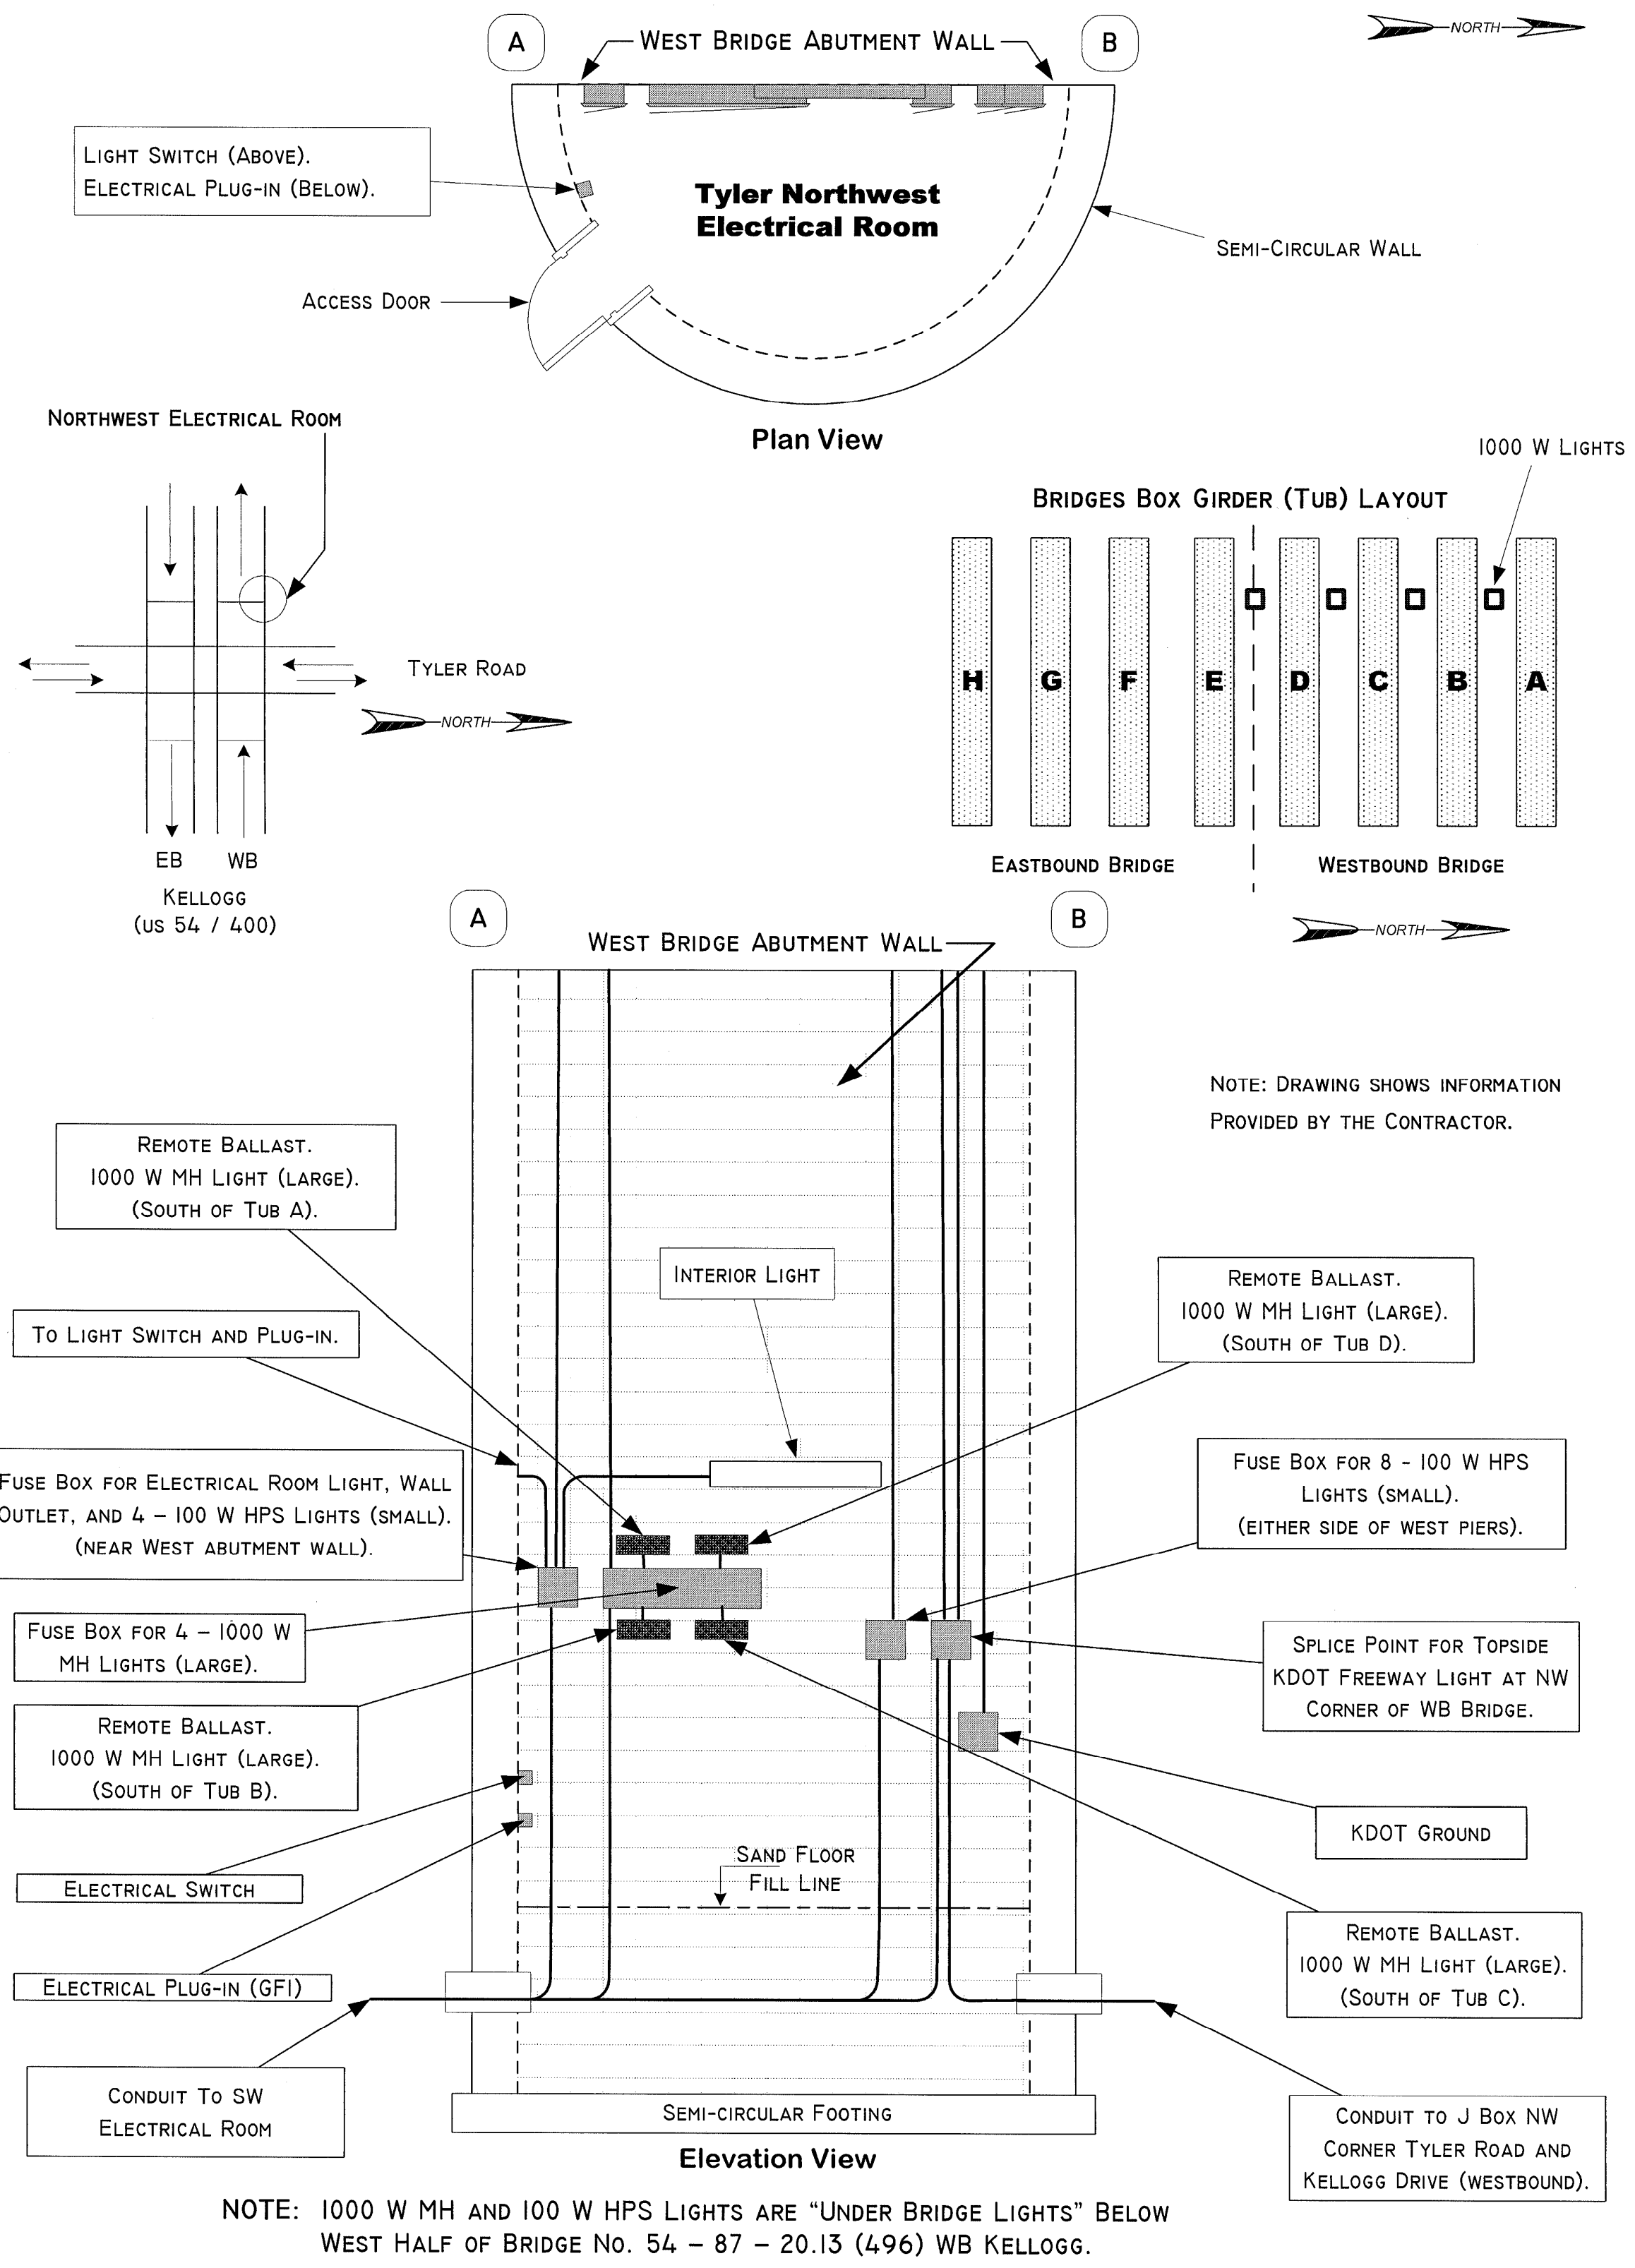 A
WEST BRIDGE ABUTMENT WALL
B
NORTH
LIGHT SWITCH (ABOVE).
ELECTRICAL PLUG-IN (BELOW).
Tyler Northwest
Electrical Room
SEMI-CIRCULAR WALL
ACCESS DOOR
Plan View
NORTHWEST ELECTRICAL ROOM
TYLER ROAD
NORTH
EB
WB
KELLOGG
(US 54 / 400)
1000 W LIGHTS
BRIDGES BOX GIRDER (TUB) LAYOUT
H
G
F
E
D
C
B
A
EASTBOUND BRIDGE
WESTBOUND BRIDGE
NORTH
A
B
WEST BRIDGE ABUTMENT WALL
NOTE: DRAWING SHOWS INFORMATION
PROVIDED BY THE CONTRACTOR.
REMOTE BALLAST.
1000 W MH LIGHT (LARGE).
(SOUTH OF TUB A).
INTERIOR LIGHT
REMOTE BALLAST.
1000 W MH LIGHT (LARGE).
(SOUTH OF TUB D).
TO LIGHT SWITCH AND PLUG-IN.
FUSE BOX FOR ELECTRICAL ROOM LIGHT, WALL
OUTLET, AND 4 – 100 W HPS LIGHTS (SMALL).
(NEAR WEST ABUTMENT WALL).
FUSE BOX FOR 8 - 100 W HPS
LIGHTS (SMALL).
(EITHER SIDE OF WEST PIERS).
FUSE BOX FOR 4 – 1000 W
MH LIGHTS (LARGE).
SPLICE POINT FOR TOPSIDE
KDOT FREEWAY LIGHT AT NW
CORNER OF WB BRIDGE.
REMOTE BALLAST.
1000 W MH LIGHT (LARGE).
(SOUTH OF TUB B).
KDOT GROUND
ELECTRICAL SWITCH
SAND FLOOR
FILL LINE
REMOTE BALLAST.
1000 W MH LIGHT (LARGE).
(SOUTH OF TUB C).
ELECTRICAL PLUG-IN (GFI)
CONDUIT TO SW
ELECTRICAL ROOM
SEMI-CIRCULAR FOOTING
CONDUIT TO J BOX NW
CORNER TYLER ROAD AND
KELLOGG DRIVE (WESTBOUND).
Elevation View
NOTE: 1000 W MH AND 100 W HPS LIGHTS ARE “UNDER BRIDGE LIGHTS” BELOW
WEST HALF OF BRIDGE NO. 54 – 87 – 20.13 (496) WB KELLOGG.